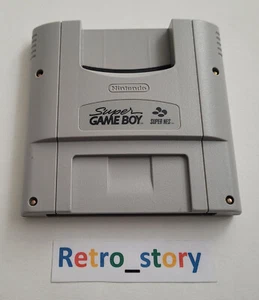 Nintendo
Super
GAME BOY
SUPER NES
Retro_story